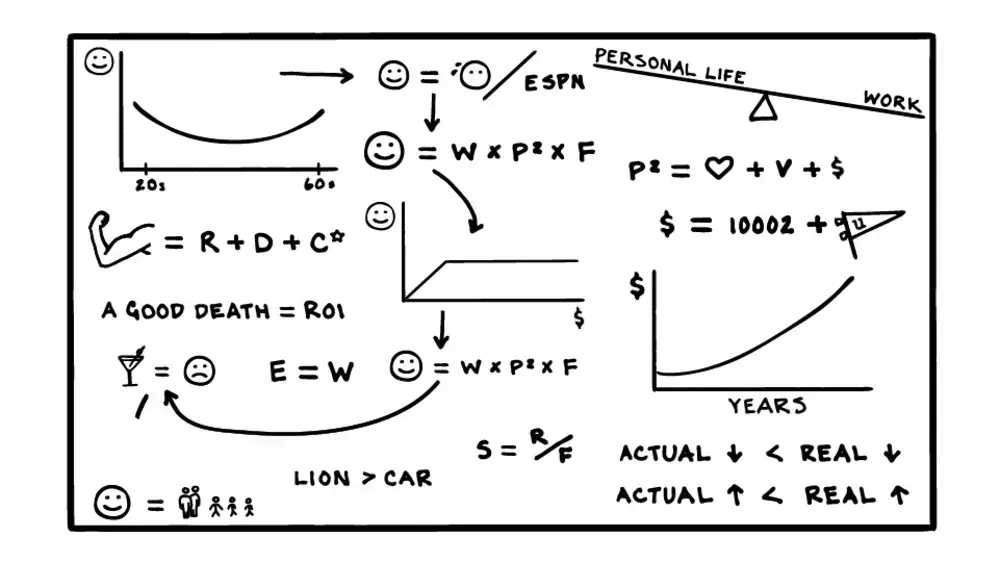 = ESPN
PERSONAL LIFE
WORK
20s 60s
= W x P² x F
P² = ♡ + V + $
= R + D + C☆
$ = 10002 + U
$
$
A GOOD DEATH = ROI
=
E = W
= W x P² x F
YEARS
S = R/F
ACTUAL ↓ < REAL ↓
LION > CAR
ACTUAL ↑ < REAL ↑
=